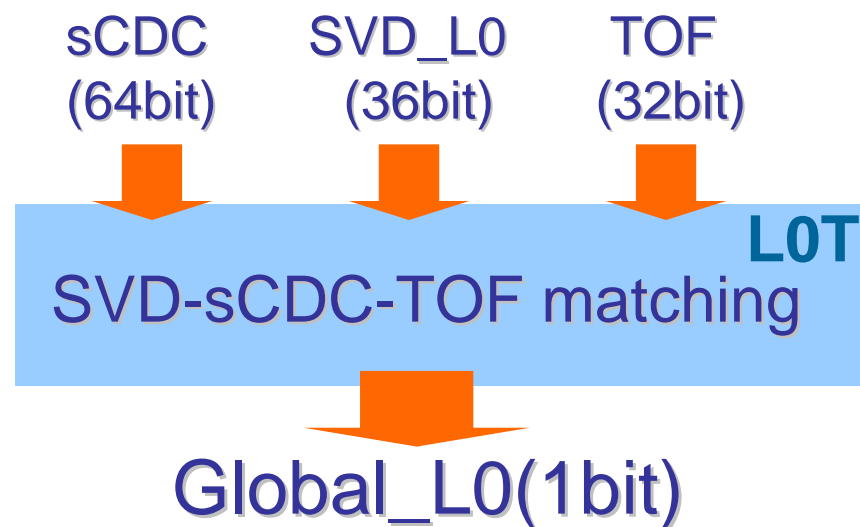 sCDC SVD_L0 TOF
(64bit) (36bit) (32bit)
L0T
SVD-sCDC-TOF matching
Global_L0(1bit)